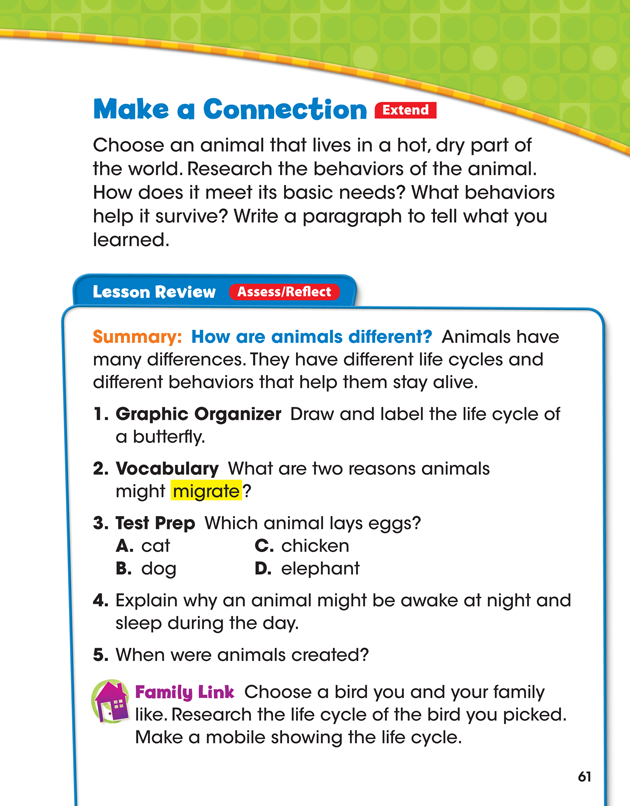 Make a Connection Extend
Choose an animal that lives in a hot, dry part of
the world. Research the behaviors of the animal.
How does it meet its basic needs? What behaviors
help it survive? Write a paragraph to tell what you
learned.
Lesson Review Assess/Reflect
Summary: How are animals different? Animals have
many differences. They have different life cycles and
different behaviors that help them stay alive.
1. Graphic Organizer Draw and label the life cycle of
a butterfly.
2. Vocabulary What are two reasons animals
might migrate?
3. Test Prep Which animal lays eggs?
A. cat C. chicken
B. dog D. elephant
4. Explain why an animal might be awake at night and
sleep during the day.
5. When were animals created?
Family Link Choose a bird you and your family
like. Research the life cycle of the bird you picked.
Make a mobile showing the life cycle.
61